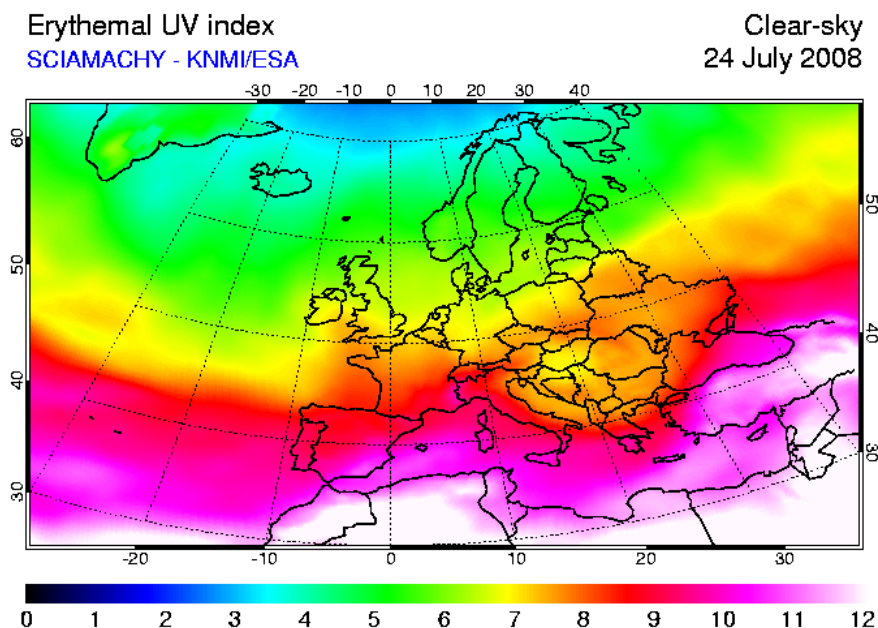 Erythemal UV index
Clear-sky
SCIAMACHY - KNMI/ESA
24 July 2008
-30 -20 -10 0 10 20 30 40
60
50
50
40
40
30
30
-20 -10 0 10 20 30
0 1 2 3 4 5 6 7 8 9 10 11 12